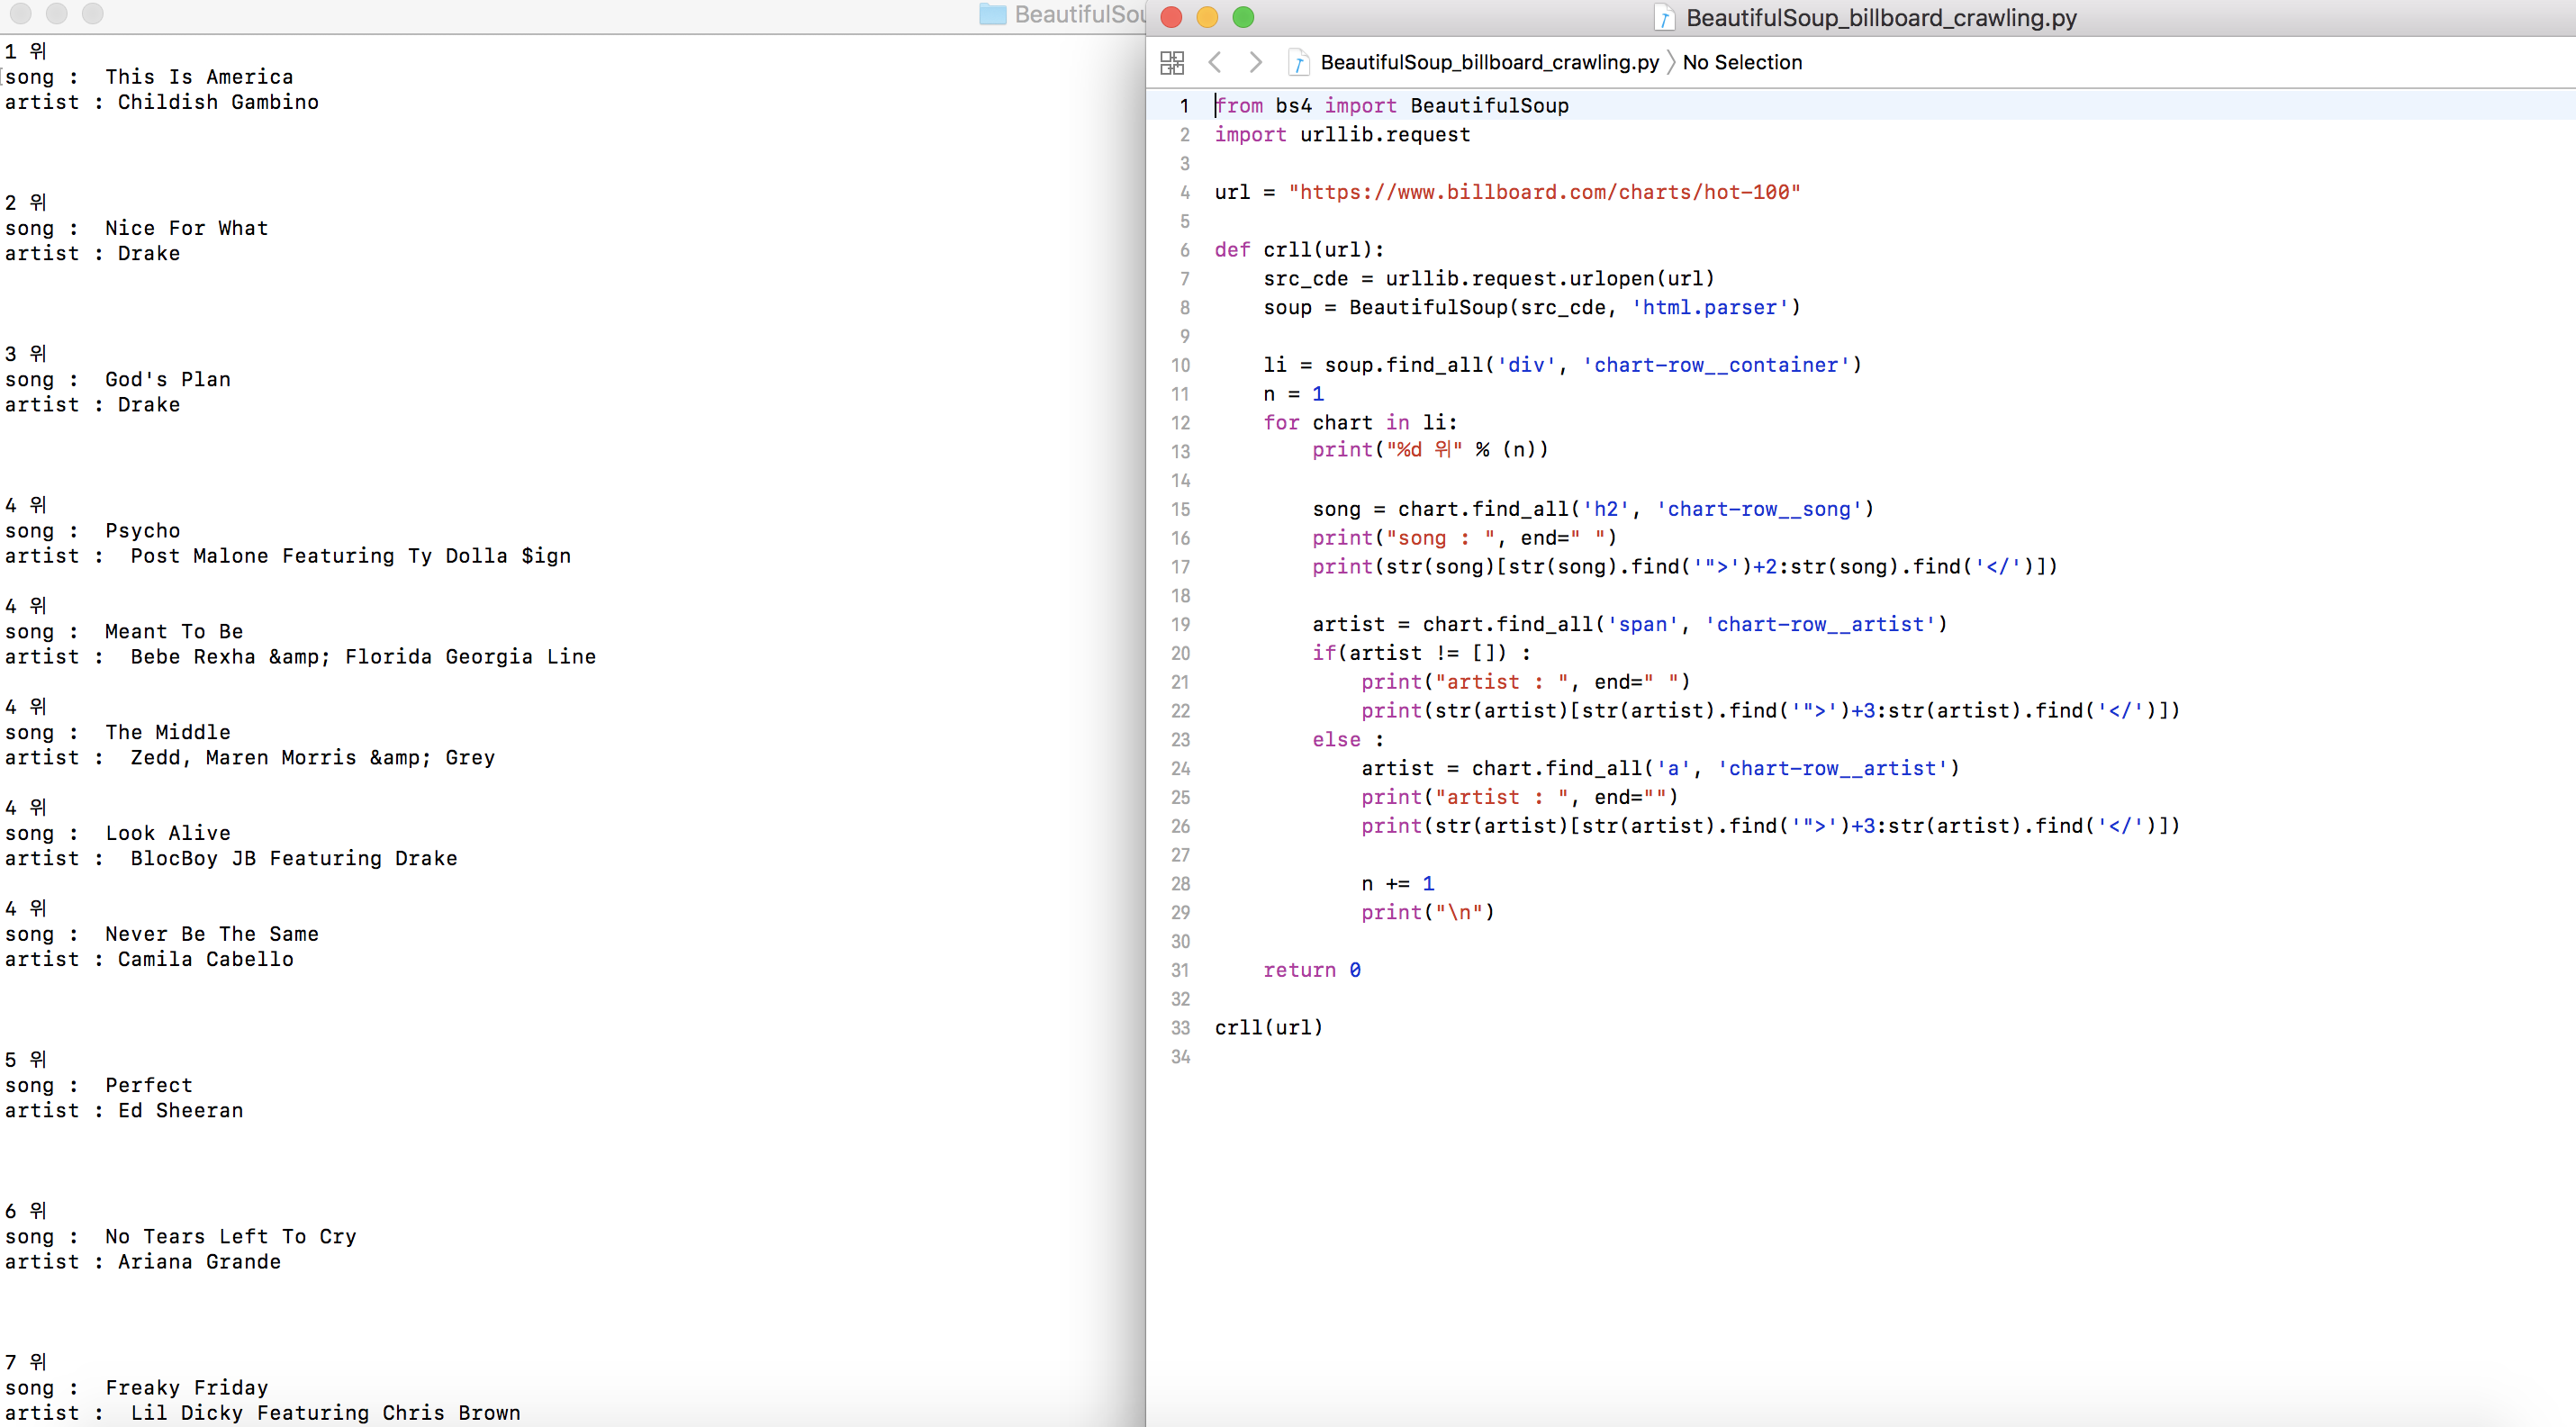 BeautifulSou
1 위
song :  This Is America
artist : Childish Gambino
2 위
song :  Nice For What
artist : Drake
3 위
song :  God's Plan
artist : Drake
4 위
song :  Psycho
artist :  Post Malone Featuring Ty Dolla $ign
4 위
song :  Meant To Be
artist :  Bebe Rexha &amp; Florida Georgia Line
4 위
song :  The Middle
artist :  Zedd, Maren Morris &amp; Grey
4 위
song :  Look Alive
artist :  BlocBoy JB Featuring Drake
4 위
song :  Never Be The Same
artist : Camila Cabello
5 위
song :  Perfect
artist : Ed Sheeran
6 위
song :  No Tears Left To Cry
artist : Ariana Grande
7 위
song :  Freaky Friday
artist :  Lil Dicky Featuring Chris Brown
BeautifulSoup_billboard_crawling.py
BeautifulSoup_billboard_crawling.py 〉 No Selection
1 from bs4 import BeautifulSoup
2 import urllib.request
3
4 url = "https://www.billboard.com/charts/hot-100"
5
6 def crll(url):
7     src_cde = urllib.request.urlopen(url)
8     soup = BeautifulSoup(src_cde, 'html.parser')
9
10     li = soup.find_all('div', 'chart-row__container')
11     n = 1
12     for chart in li:
13         print("%d 위" % (n))
14
15         song = chart.find_all('h2', 'chart-row__song')
16         print("song : ", end=" ")
17         print(str(song)[str(song).find('">')+2:str(song).find('</')])
18
19         artist = chart.find_all('span', 'chart-row__artist')
20         if(artist != []) :
21             print("artist : ", end=" ")
22             print(str(artist)[str(artist).find('">')+3:str(artist).find('</')])
23         else :
24             artist = chart.find_all('a', 'chart-row__artist')
25             print("artist : ", end="")
26             print(str(artist)[str(artist).find('">')+3:str(artist).find('</')])
27
28             n += 1
29             print("\n")
30
31     return 0
32
33 crll(url)
34